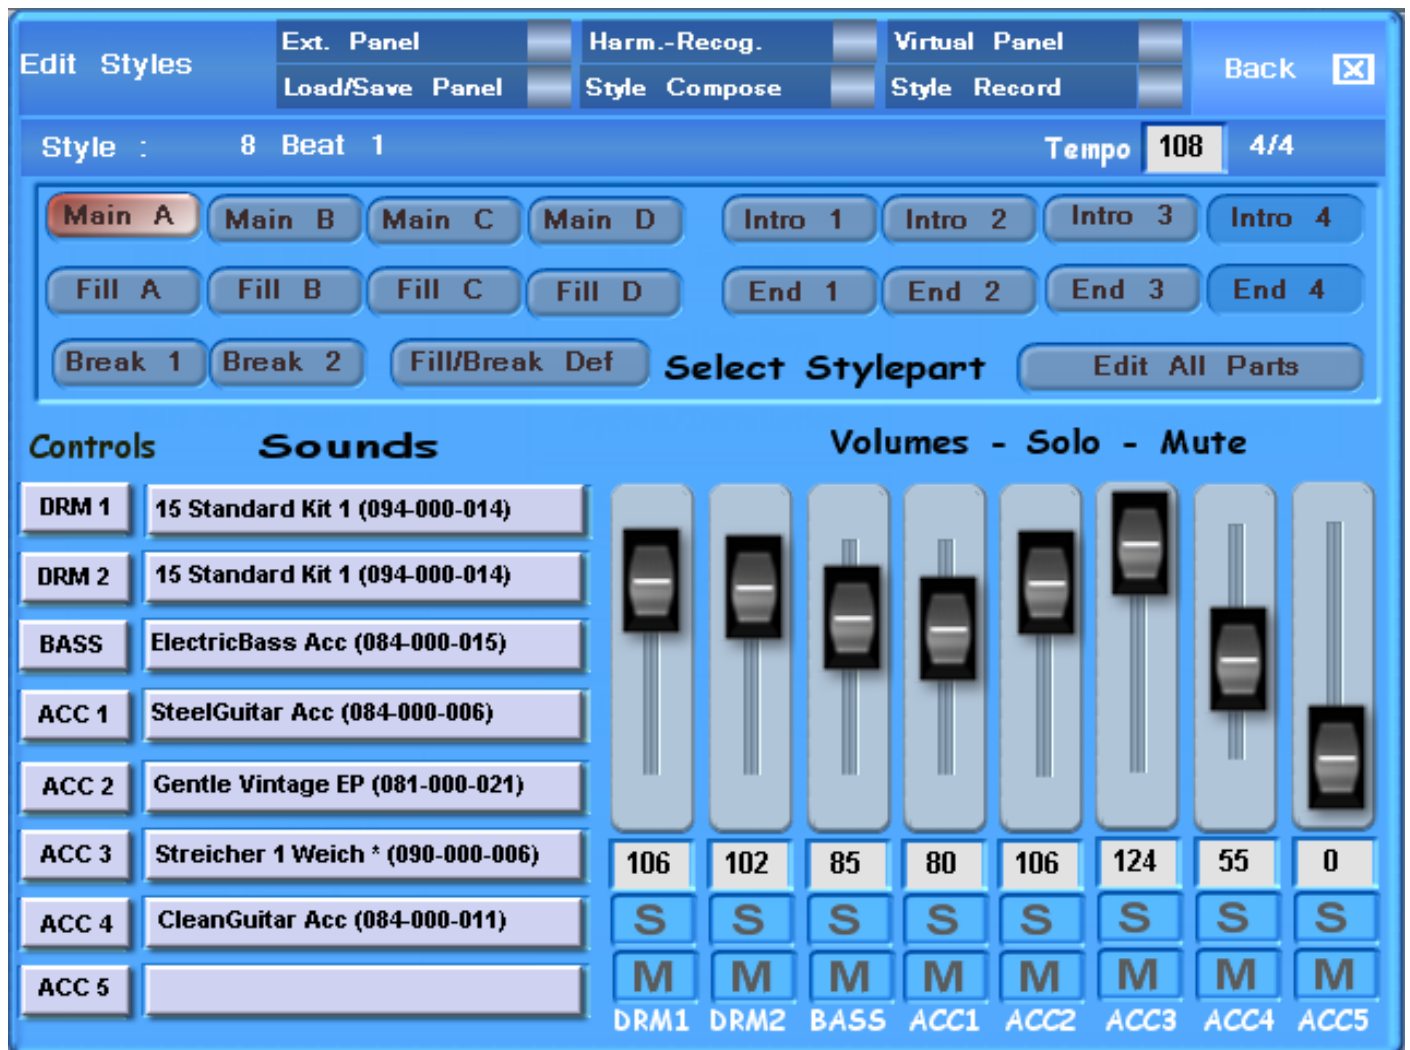 Edit Styles
Ext. Panel
Harm.-Recog.
Virtual Panel
Load/Save Panel
Style Compose
Style Record
Back
Style : 8 Beat 1
Tempo 108 4/4
Main A Main B Main C Main D Intro 1 Intro 2 Intro 3 Intro 4
Fill A Fill B Fill C Fill D End 1 End 2 End 3 End 4
Break 1 Break 2 Fill/Break Def Select Stylepart Edit All Parts
Controls Sounds Volumes - Solo - Mute
DRM 1 15 Standard Kit 1 (094-000-014)
DRM 2 15 Standard Kit 1 (094-000-014)
BASS ElectricBass Acc (084-000-015)
ACC 1 SteelGuitar Acc (084-000-006)
ACC 2 Gentle Vintage EP (081-000-021)
ACC 3 Streicher 1 Weich * (090-000-006)
ACC 4 CleanGuitar Acc (084-000-011)
ACC 5
106 102 85 80 106 124 55 0
S S S S S S S S
M M M M M M M M
DRM1 DRM2 BASS ACC1 ACC2 ACC3 ACC4 ACC5